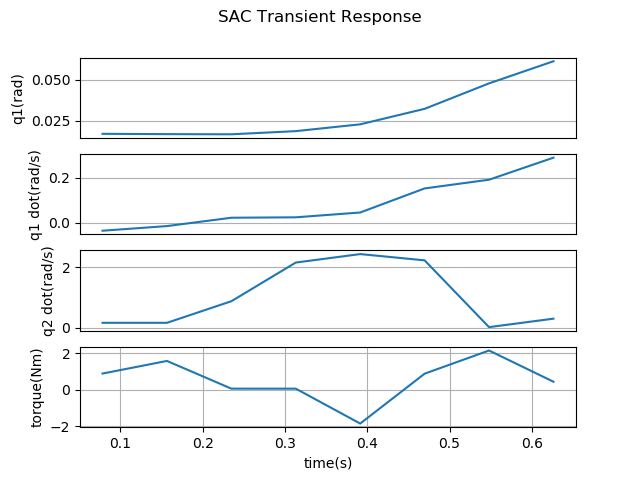 SAC Transient Response
q1(rad)
0.050
0.025
q1 dot(rad/s)
0.2
0.0
q2 dot(rad/s)
2
0
torque(Nm)
2
0
−2
0.1 0.2 0.3 0.4 0.5 0.6
time(s)